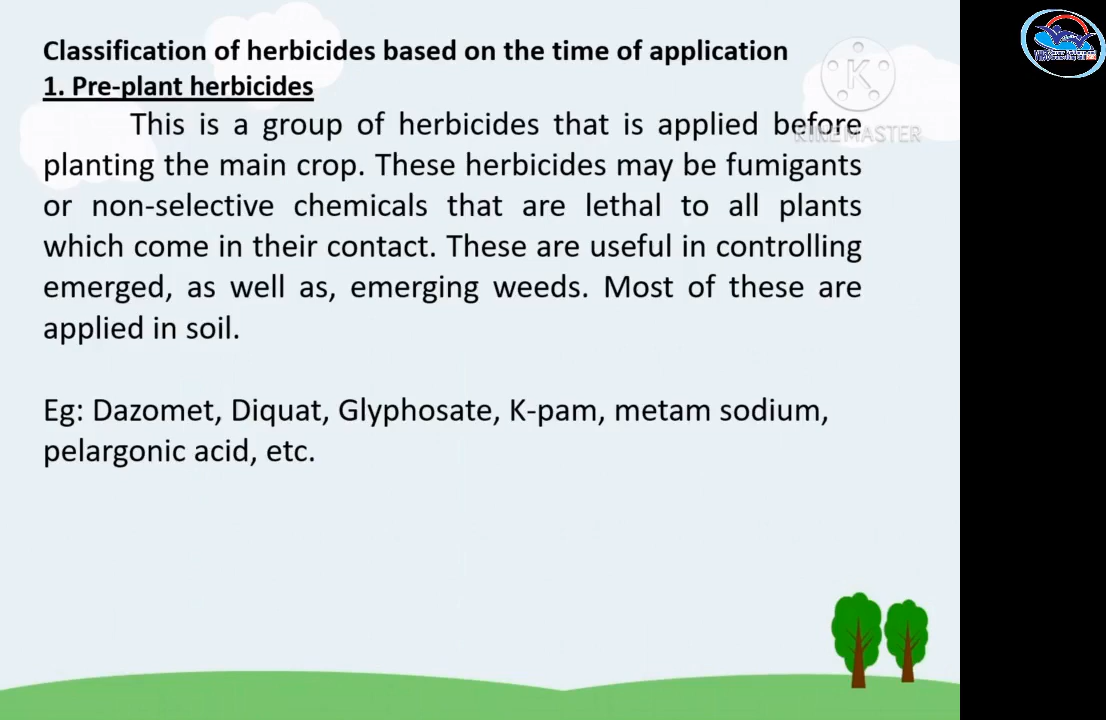 Classification of herbicides based on the time of application
1. Pre-plant herbicides
This is a group of herbicides that is applied before
planting the main crop. These herbicides may be fumigants
or non-selective chemicals that are lethal to all plants
which come in their contact. These are useful in controlling
emerged, as well as, emerging weeds. Most of these are
applied in soil.
Eg: Dazomet, Diquat, Glyphosate, K-pam, metam sodium,
pelargonic acid, etc.
K
KINEMASTER